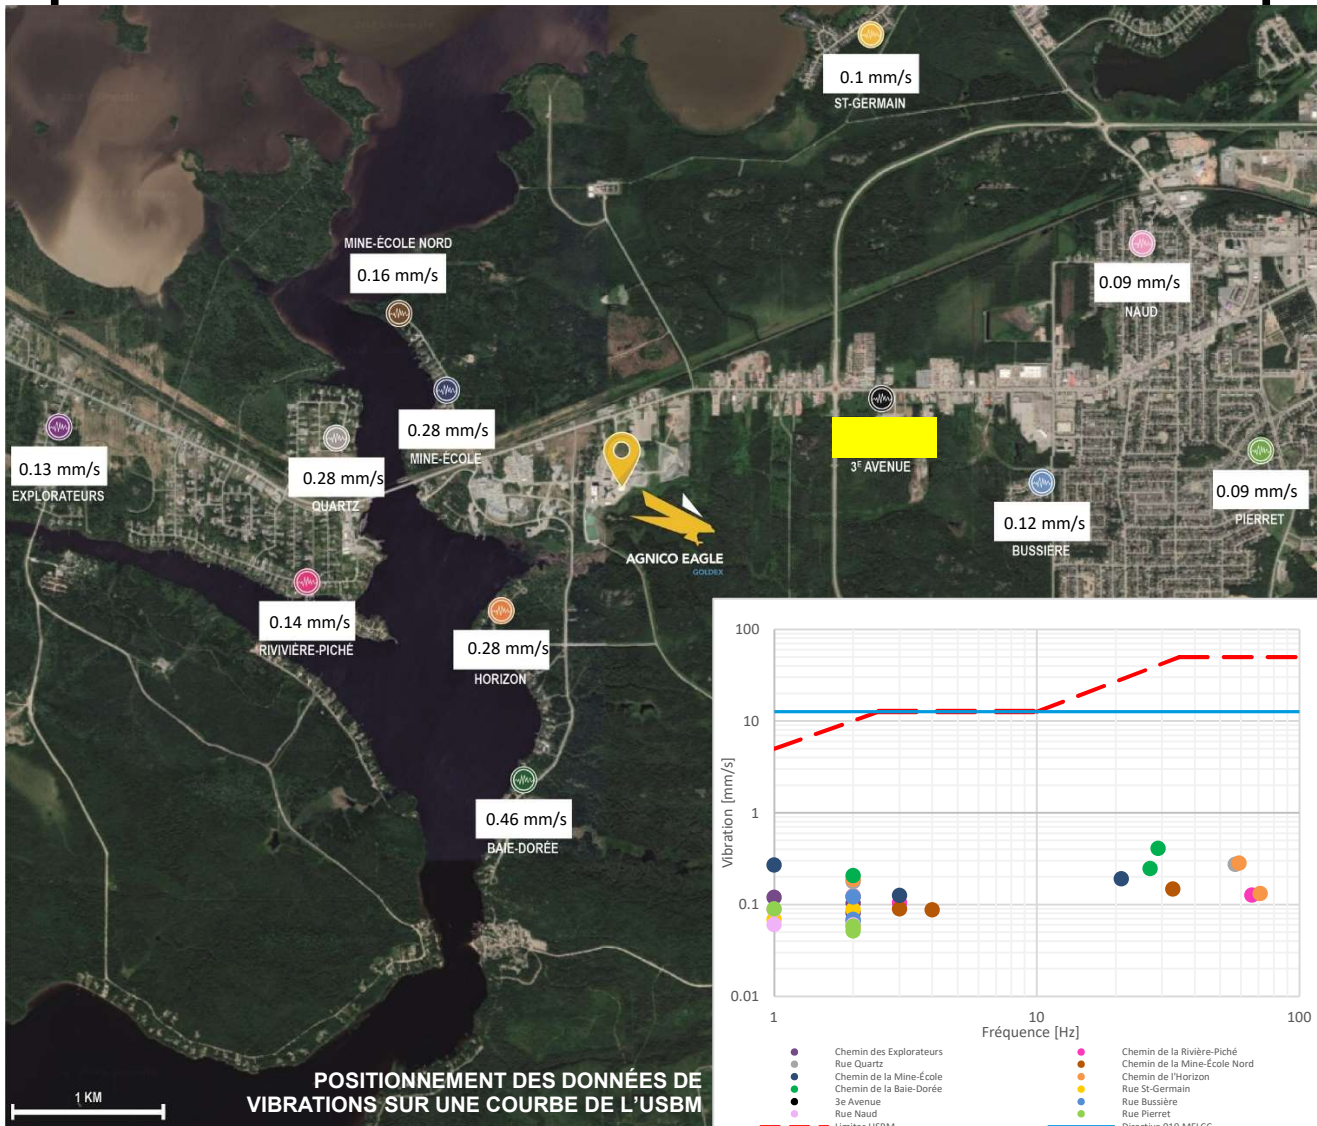 0.1 mm/s
ST-GERMAIN
MINE-ÉCOLE NORD
0.16 mm/s
0.09 mm/s
NAUD
0.28 mm/s
MINE-ÉCOLE
0.13 mm/s
EXPLORATEURS
0.28 mm/s
QUARTZ
3E AVENUE
0.09 mm/s
PIERRET
0.12 mm/s
BUSSIÈRE
AGNICO EAGLE
GOLDEX
0.14 mm/s
RIVIVIÈRE-PICHÉ
0.28 mm/s
HORIZON
0.46 mm/s
BAIE-DORÉE
POSITIONNEMENT DES DONNÉES DE
VIBRATIONS SUR UNE COURBE DE L'USBM
1 KM
Vibration [mm/s]
100
10
1
0.1
0.01
1
10
100
Fréquence [Hz]
Chemin des Explorateurs
Chemin de la Rivière-Piché
Rue Quartz
Chemin de la Mine-École Nord
Chemin de la Mine-École
Chemin de l'Horizon
Chemin de la Baie-Dorée
Rue St-Germain
3e Avenue
Rue Bussière
Rue Naud
Rue Pierret
Limites USBM
Directive 019 MELCC